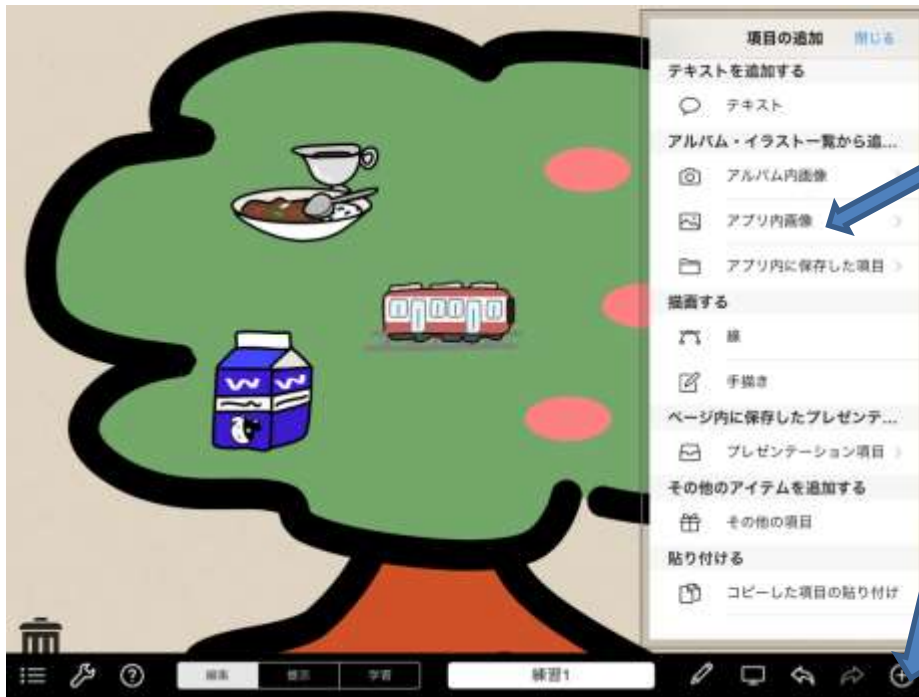 項目の追加 閉じる
テキストを追加する
テキスト
アルバム・イラスト一覧から追...
アルバム内画像
アプリ内画像
アプリ内に保存した項目
描画する
線
手描き
ページ内に保存したプレゼンテ...
プレゼンテーション項目
その他のアイテムを追加する
その他の項目
貼り付ける
コピーした項目の貼り付け
編集 提示 学習 練習1